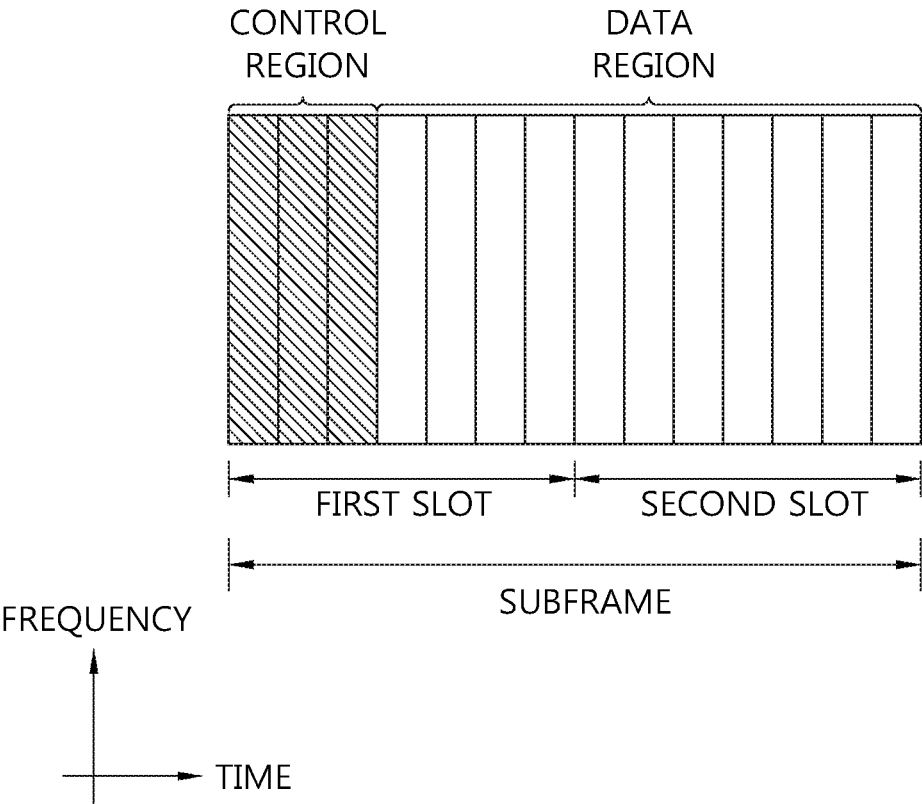 CONTROL
REGION
DATA
REGION
FIRST SLOT
SECOND SLOT
SUBFRAME
FREQUENCY
TIME